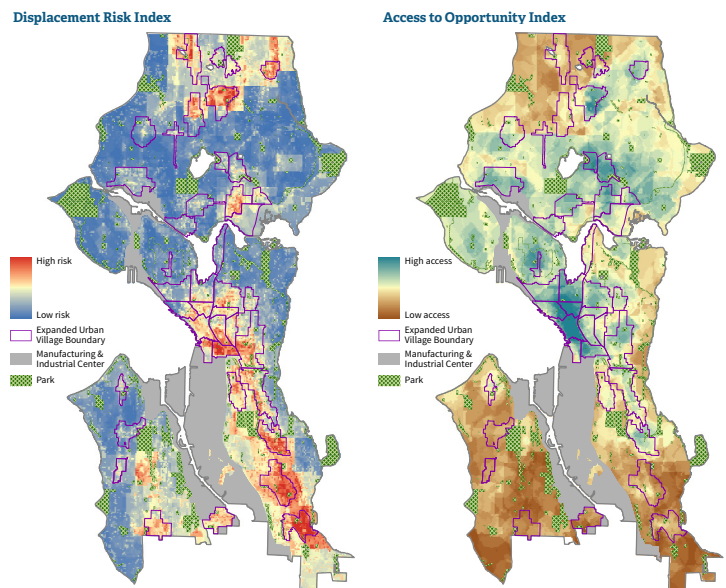 Displacement Risk Index
High risk
Low risk
Expanded Urban
Village Boundary
Manufacturing &
Industrial Center
Park
Access to Opportunity Index
High access
Low access
Expanded Urban
Village Boundary
Manufacturing &
Industrial Center
Park